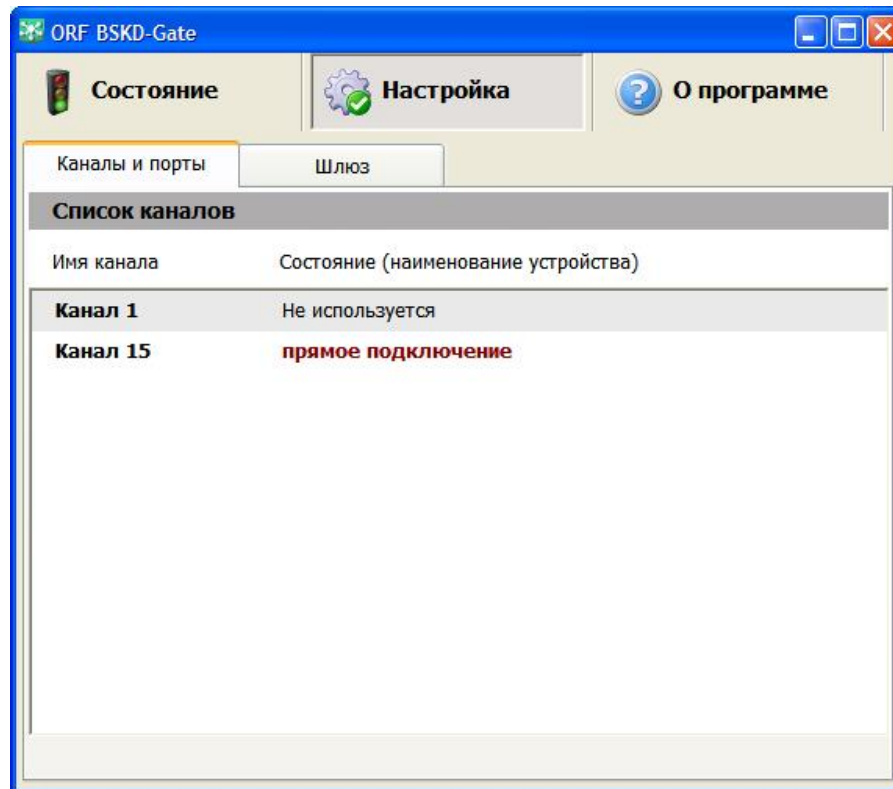 ORF BSKD-Gate
Состояние Настройка О программе
Каналы и порты Шлюз
Список каналов
Имя канала Состояние (наименование устройства)
Канал 1 Не используется
Канал 15 прямое подключение